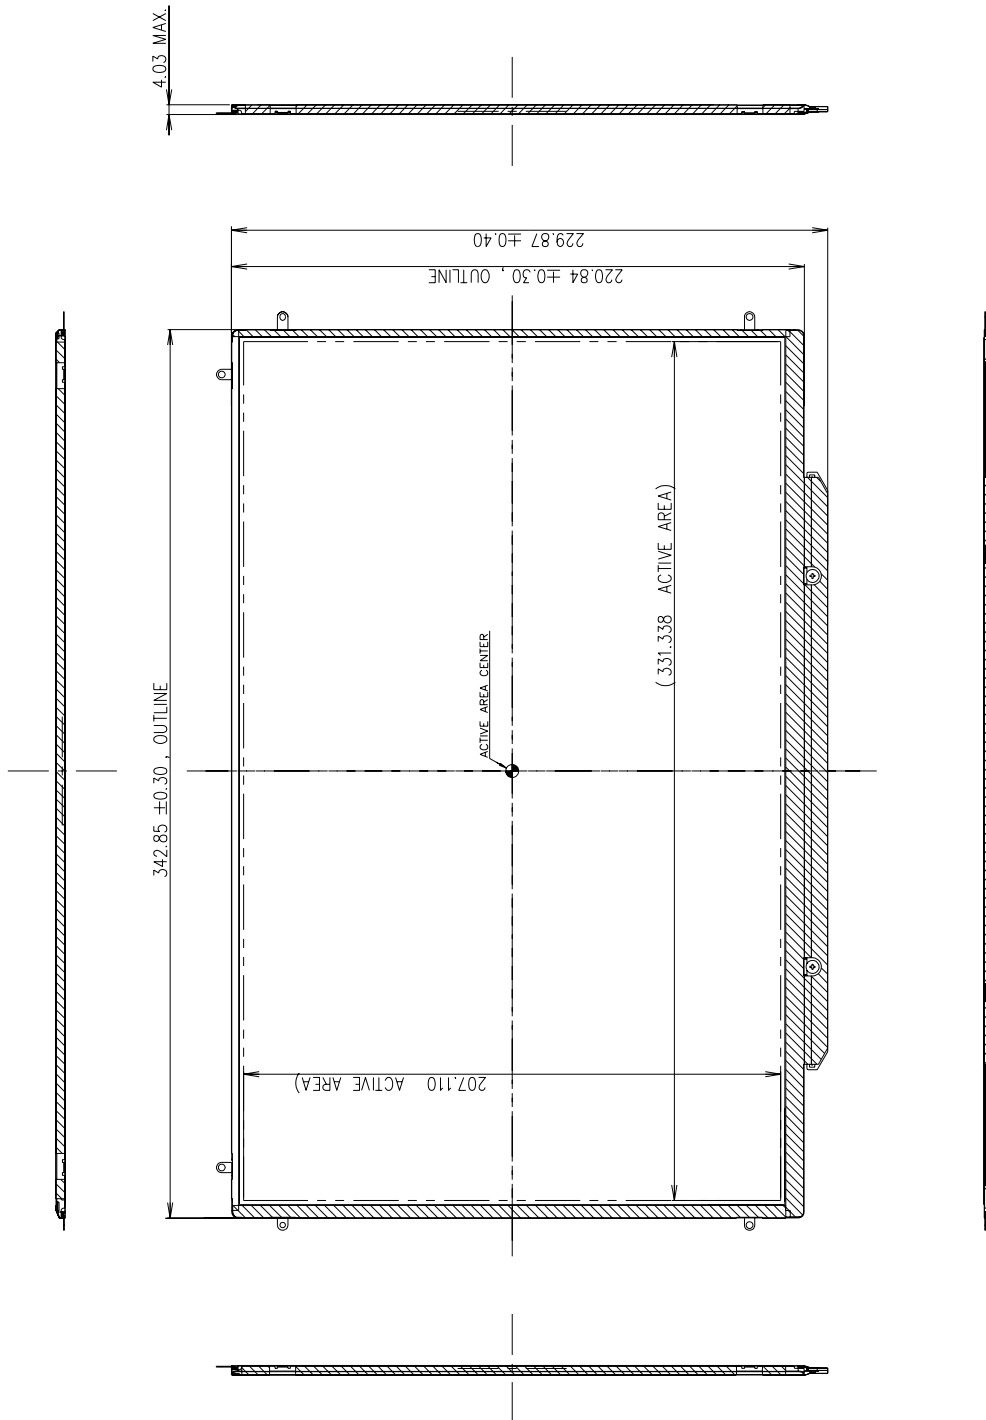 4.03 MAX.
229.87 ±0.40
220.84 ±0.30 , OUTLINE
342.85 ±0.30 , OUTLINE
(331.338 ACTIVE AREA)
ACTIVE AREA CENTER
207.110 ACTIVE AREA)